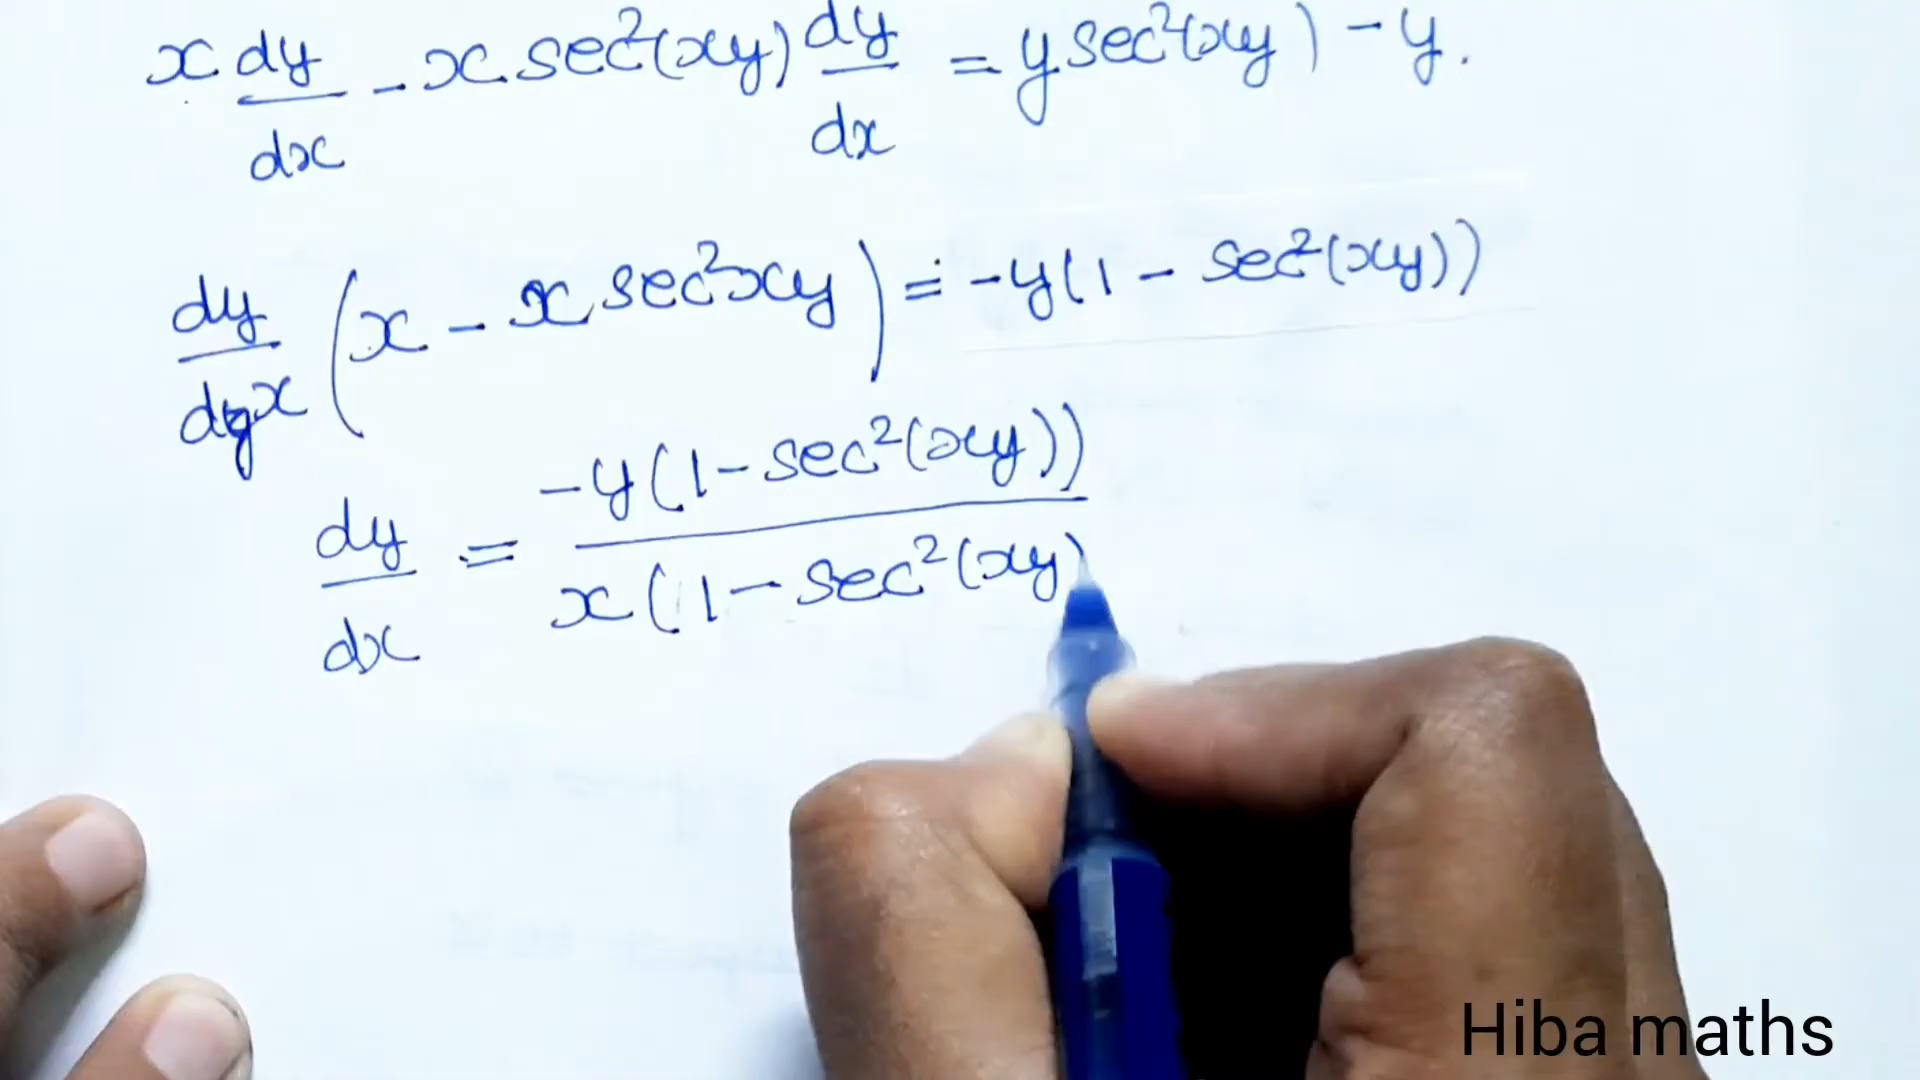 x dy/dx - x sec²(xy) dy/dx = y sec²(xy) - y.
dy/dx (x - x sec²xy) = -y(1 - sec²(xy))
dy/dx = -y(1-sec²(xy)) / x(1-sec²(xy)
Hiba maths